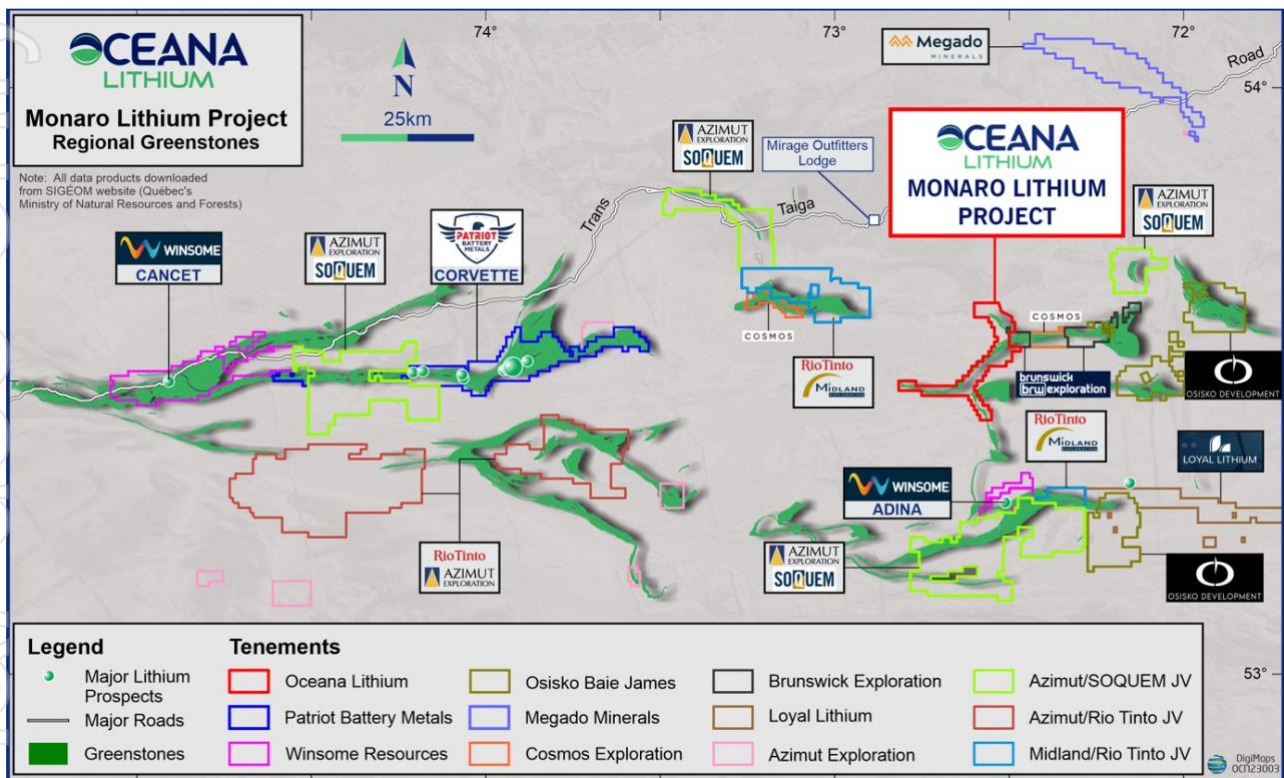 OCEANA
LITHIUM
Monaro Lithium Project
Regional Greenstones
Note: All data products downloaded
from SIGÉOM website (Québec's
Ministry of Natural Resources and Forests)
N
25km
74°
73°
72°
54°
53°
Megado
MINERALS
Road
Trans
Taiga
Mirage Outfitters
Lodge
AZIMUT
EXPLORATION
SOQUEM
OCEANA
LITHIUM
MONARO LITHIUM
PROJECT
AZIMUT
EXPLORATION
SOQUEM
WINSOME
CANCET
AZIMUT
EXPLORATION
SOQUEM
PATRIOT
BATTERY
METALS
CORVETTE
COSMOS
RioTinto
MIDLAND
EXPLORATION
COSMOS
brunswick
brw exploration
OSISKO DEVELOPMENT
RioTinto
MIDLAND
EXPLORATION
LOYAL LITHIUM
WINSOME
ADINA
RioTinto
AZIMUT
EXPLORATION
AZIMUT
EXPLORATION
SOQUEM
OSISKO DEVELOPMENT
Legend
Major Lithium
Prospects
Major Roads
Greenstones
Tenements
Oceana Lithium
Patriot Battery Metals
Winsome Resources
Osisko Baie James
Megado Minerals
Cosmos Exploration
Brunswick Exploration
Loyal Lithium
Azimut Exploration
Azimut/SOQUEM JV
Azimut/Rio Tinto JV
Midland/Rio Tinto JV
DigiMaps
OCN23003